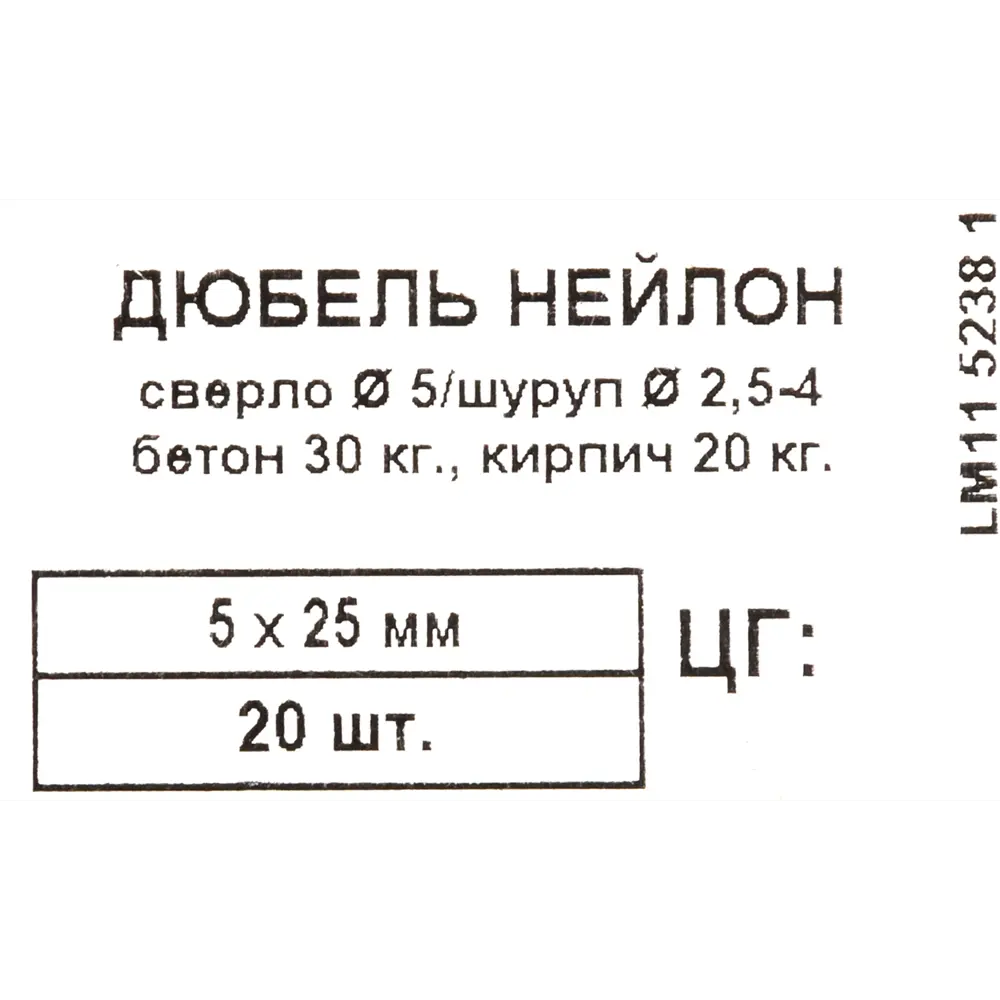 ДЮБЕЛЬ НЕЙЛОН
сверло Ø 5/шуруп Ø 2,5-4
бетон 30 кг., кирпич 20 кг.
5 x 25 мм
20 шт.
ЦГ:
LM11 5238 1